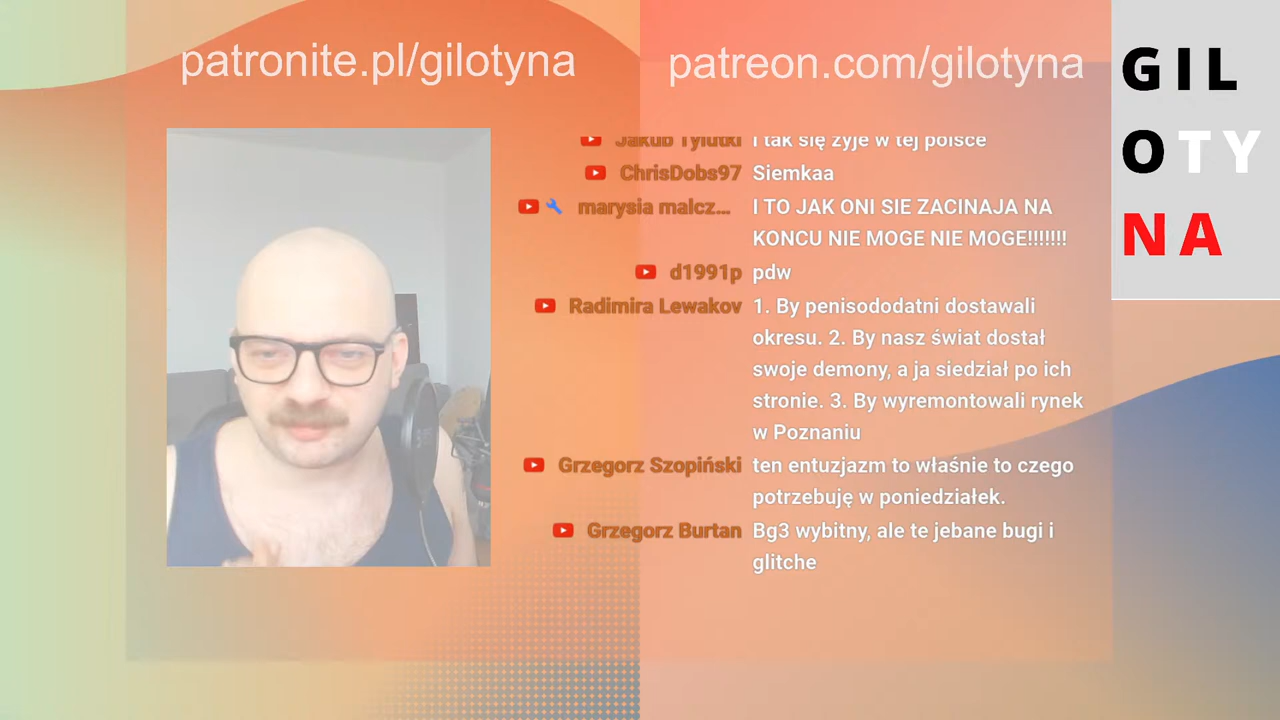 patronite.pl/gilotyna
patreon.com/gilotyna
GIL
OTY
NA
Jakub Tylutki I tak się żyje w tej polsce
ChrisDobs97 Siemkaa
marysia malcz... I TO JAK ONI SIE ZACINAJA NA
KONCU NIE MOGE NIE MOGE!!!!!!!
d1991p pdw
Radimira Lewakov 1. By penisododatni dostawali
okresu. 2. By nasz świat dostał
swoje demony, a ja siedział po ich
stronie. 3. By wyremontowali rynek
w Poznaniu
Grzegorz Szopiński ten entuzjazm to właśnie to czego
potrzebuję w poniedziałek.
Grzegorz Burtan Bg3 wybitny, ale te jebane bugi i
glitche